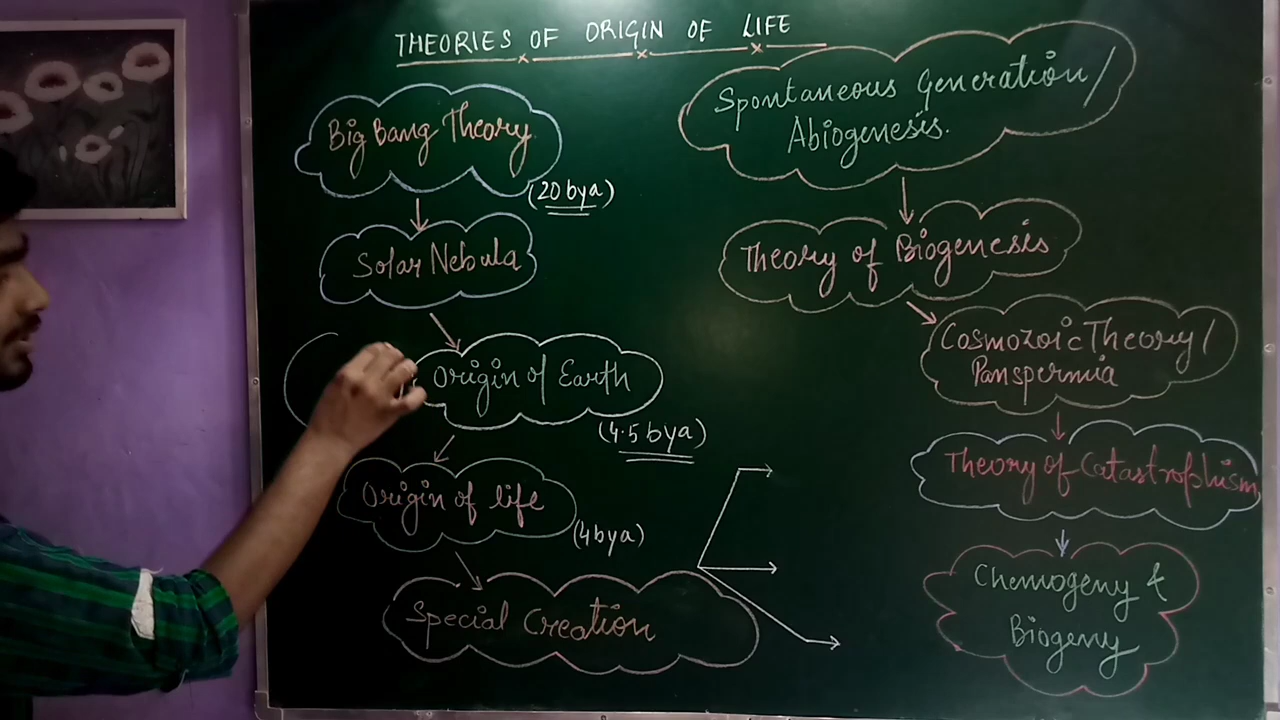 THEORIES OF ORIGIN OF LIFE
Big Bang Theory
(20 bya)
Solar Nebula
Origin of Earth
(4.5 bya)
Origin of life
(4 bya)
Special Creation
Spontaneous Generation/
Abiogenesis.
Theory of Biogenesis
Cosmozoic Theory/
Panspermia
Theory of Catastrophism
Chemogeny &
Biogeny